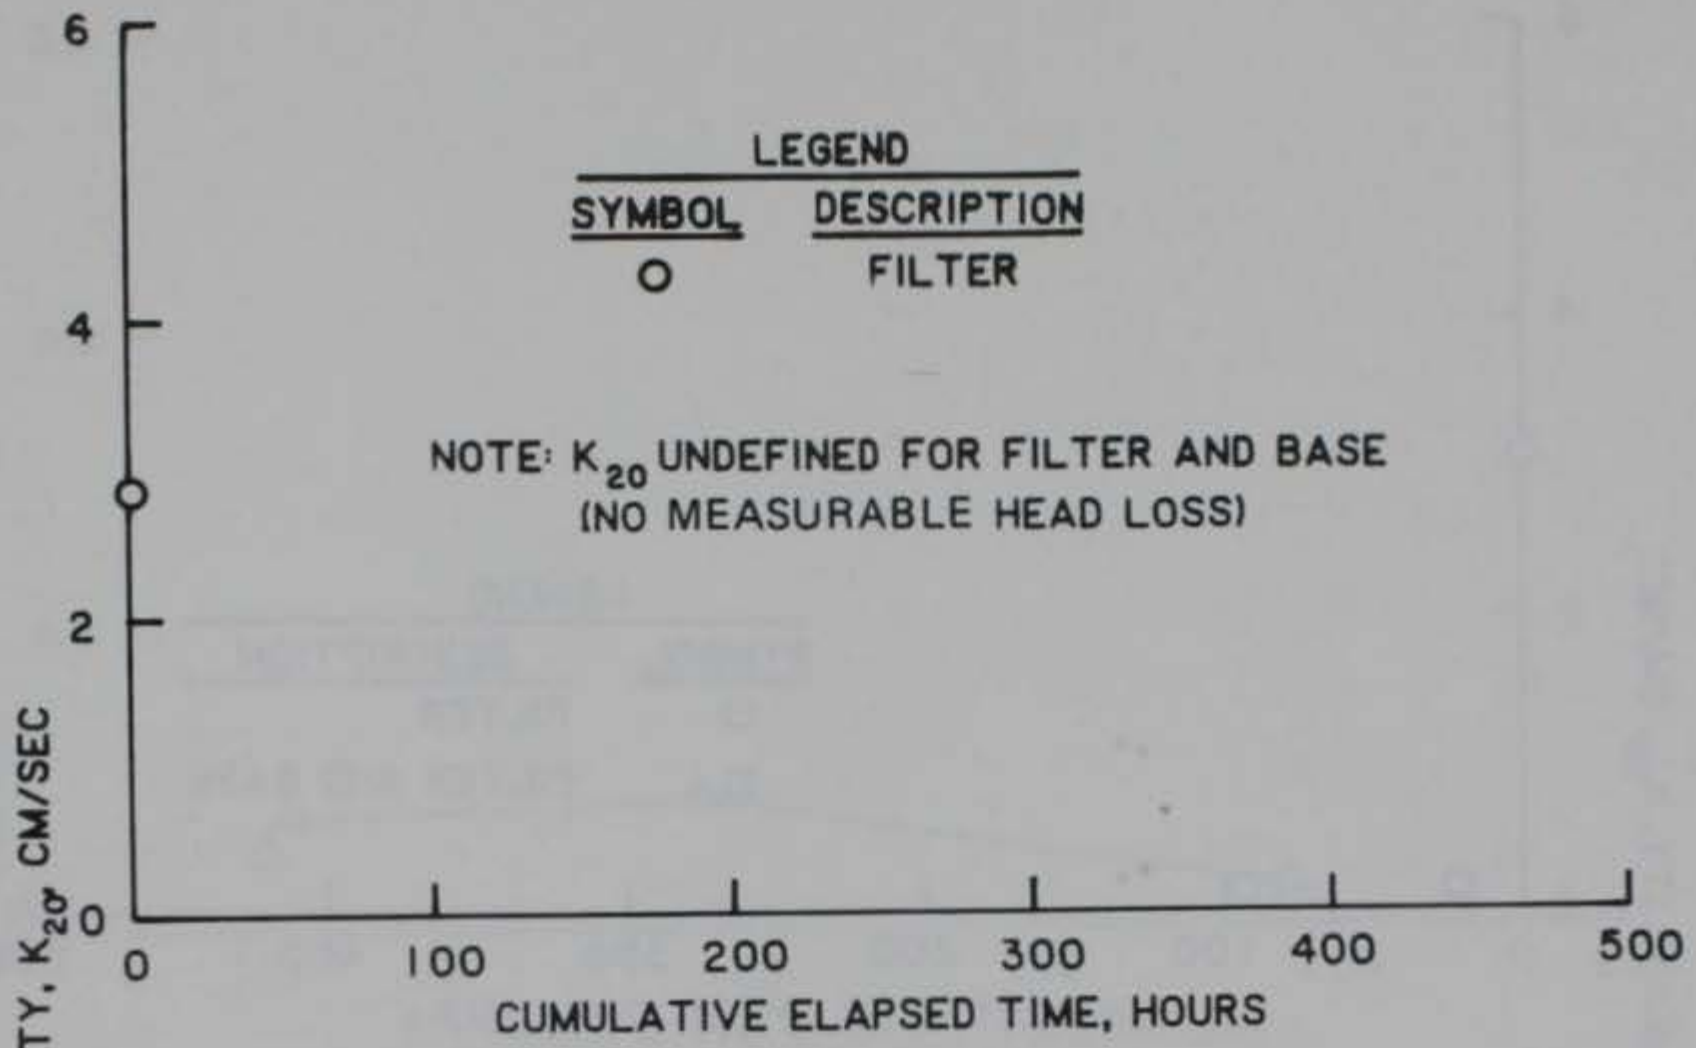 6
LEGEND
SYMBOL DESCRIPTION
O FILTER
4
NOTE: K20 UNDEFINED FOR FILTER AND BASE
(NO MEASURABLE HEAD LOSS)
2
TY, K20, CM/SEC
0
0 100 200 300 400 500
CUMULATIVE ELAPSED TIME, HOURS